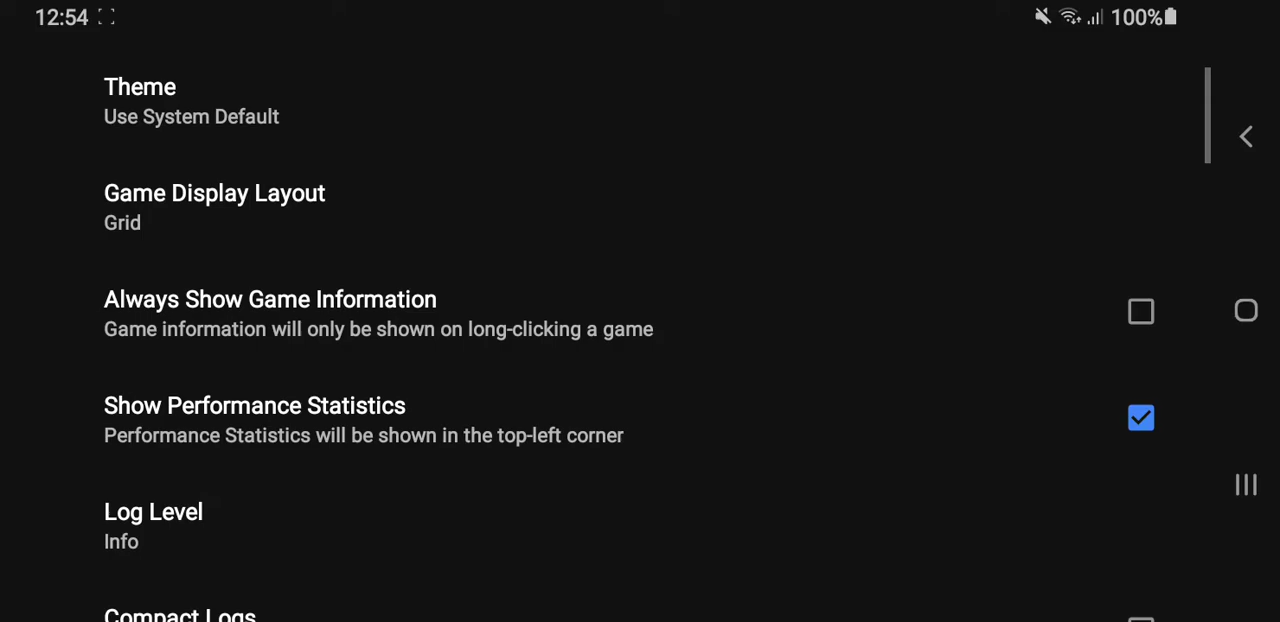 12:54 100%
Theme
Use System Default
Game Display Layout
Grid
Always Show Game Information
Game information will only be shown on long-clicking a game
Show Performance Statistics
Performance Statistics will be shown in the top-left corner
Log Level
Info
Compact Logs